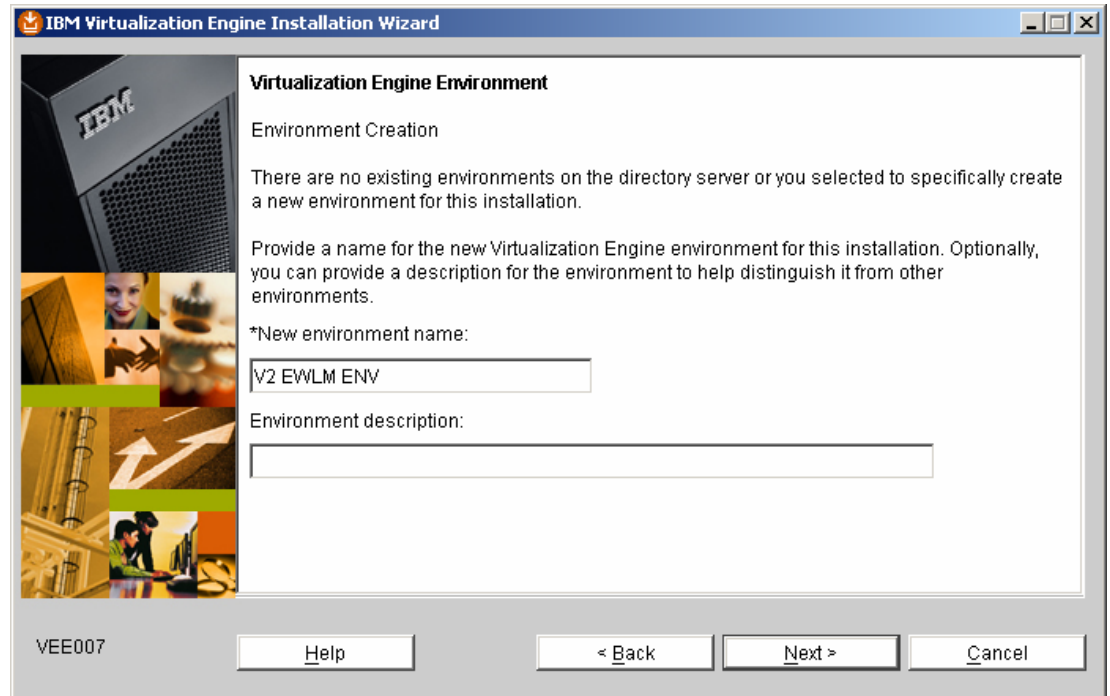 IBM Virtualization Engine Installation Wizard
IBM
Virtualization Engine Environment
Environment Creation
There are no existing environments on the directory server or you selected to specifically create
a new environment for this installation.
Provide a name for the new Virtualization Engine environment for this installation. Optionally,
you can provide a description for the environment to help distinguish it from other
environments.
*New environment name:
V2 EWLM ENV
Environment description:
VEE007
Help
< Back
Next >
Cancel